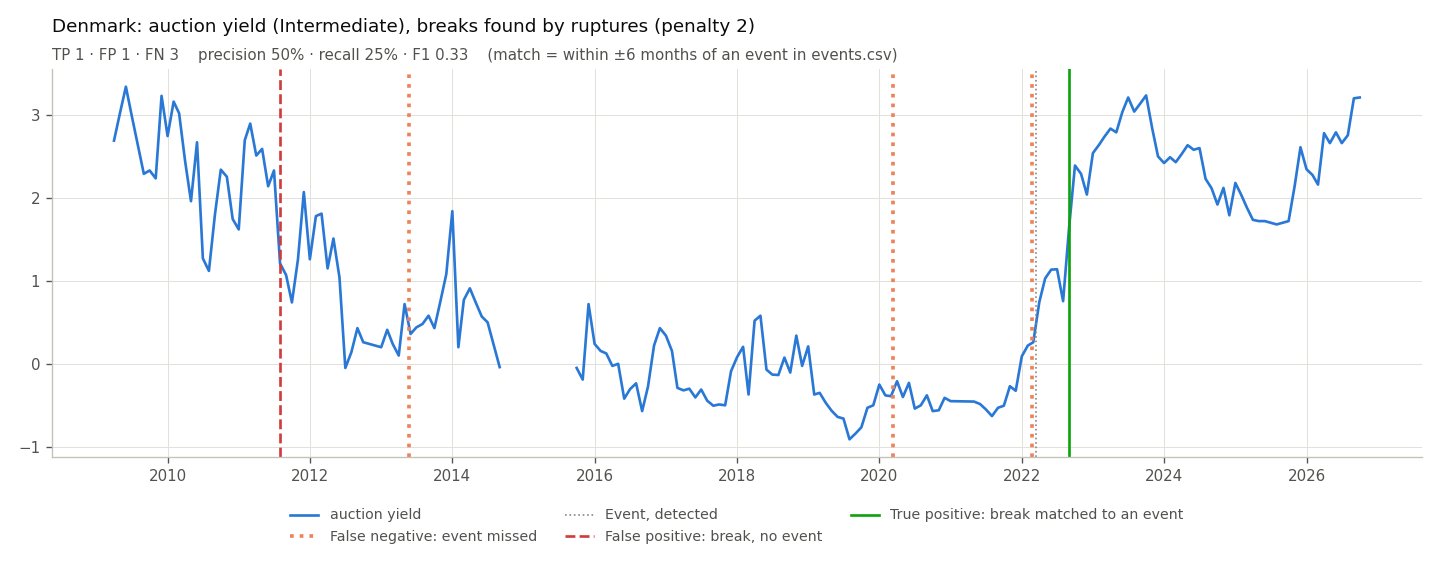 Denmark: auction yield (Intermediate), breaks found by ruptures (penalty 2)
TP 1 · FP 1 · FN 3    precision 50% · recall 25% · F1 0.33    (match = within ±6 months of an event in events.csv)
3
2
1
0
−1
2010 2012 2014 2016 2018 2020 2022 2024 2026
auction yield
False negative: event missed
Event, detected
False positive: break, no event
True positive: break matched to an event